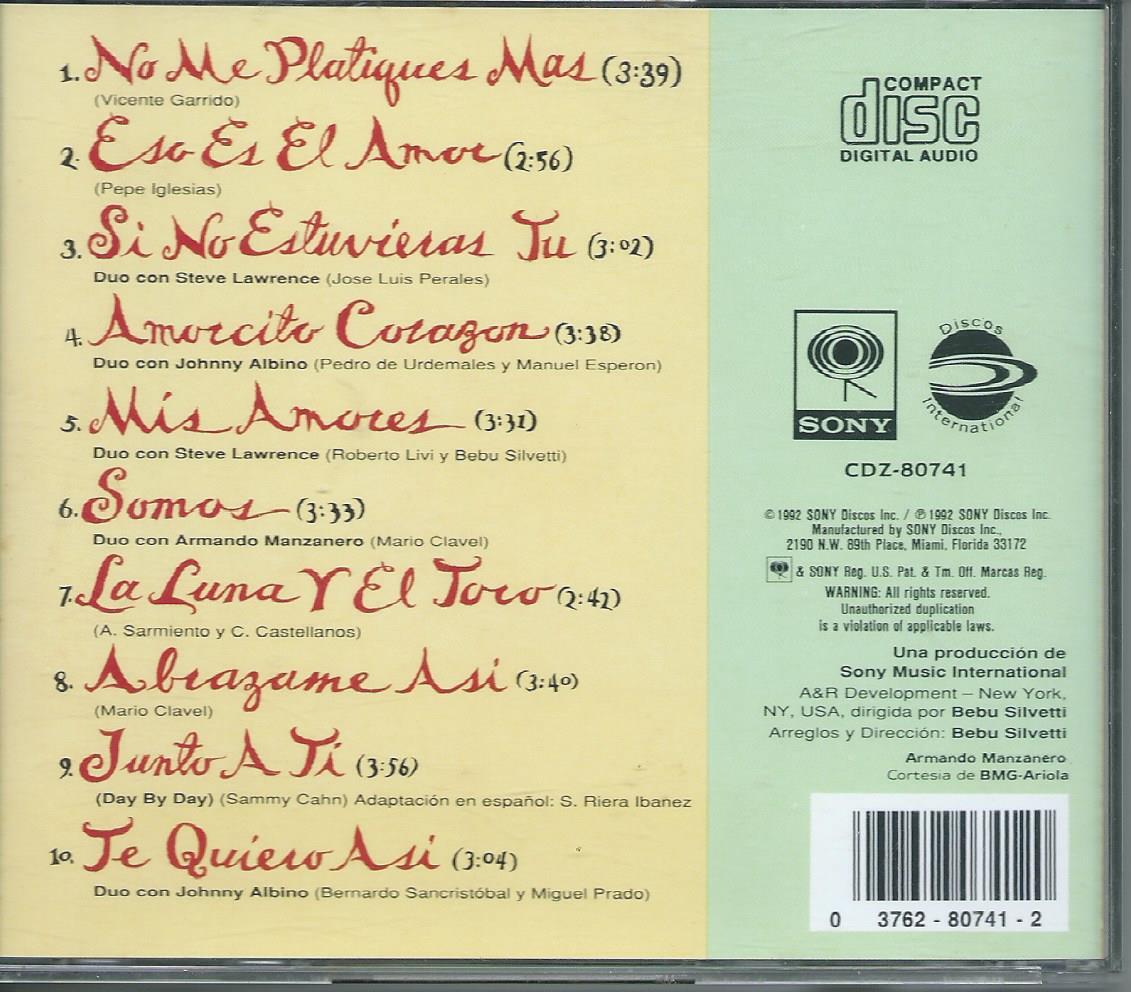 1. No Me Platiques Mas (3:39)
(Vicente Garrido)
2. Eso Es El Amor (2:56)
(Pepe Iglesias)
3. Si No Estuvieras Tu (3:02)
Duo con Steve Lawrence (Jose Luis Perales)
4. Amorcito Corazon (3:38)
Duo con Johnny Albino (Pedro de Urdemales y Manuel Esperon)
5. Mis Amores (3:31)
Duo con Steve Lawrence (Roberto Livi y Bebu Silvetti)
6. Somos (3:33)
Duo con Armando Manzanero (Mario Clavel)
7. La Luna Y El Toro (2:42)
(A. Sarmiento y C. Castellanos)
8. Abrazame Asi (3:40)
(Mario Clavel)
9. Junto A Ti (3:56)
(Day By Day) (Sammy Cahn) Adaptación en español: S. Riera Ibanez
10. Te Quiero Asi (3:04)
Duo con Johnny Albino (Bernardo Sancristóbal y Miguel Prado)
COMPACT
disc
DIGITAL AUDIO
SONY
Discos
International
CDZ-80741
© 1992 SONY Discos Inc. / ℗ 1992 SONY Discos Inc.
Manufactured by SONY Discos Inc.,
2190 N.W. 89th Place, Miami, Florida 33172
& SONY Reg. U.S. Pat. & Tm. Off. Marcas Reg.
WARNING: All rights reserved.
Unauthorized duplication
is a violation of applicable laws.
Una producción de
Sony Music International
A&R Development – New York,
NY, USA, dirigida por Bebu Silvetti
Arreglos y Dirección: Bebu Silvetti
Armando Manzanero
Cortesia de BMG-Ariola
0 3762 - 80741 - 2